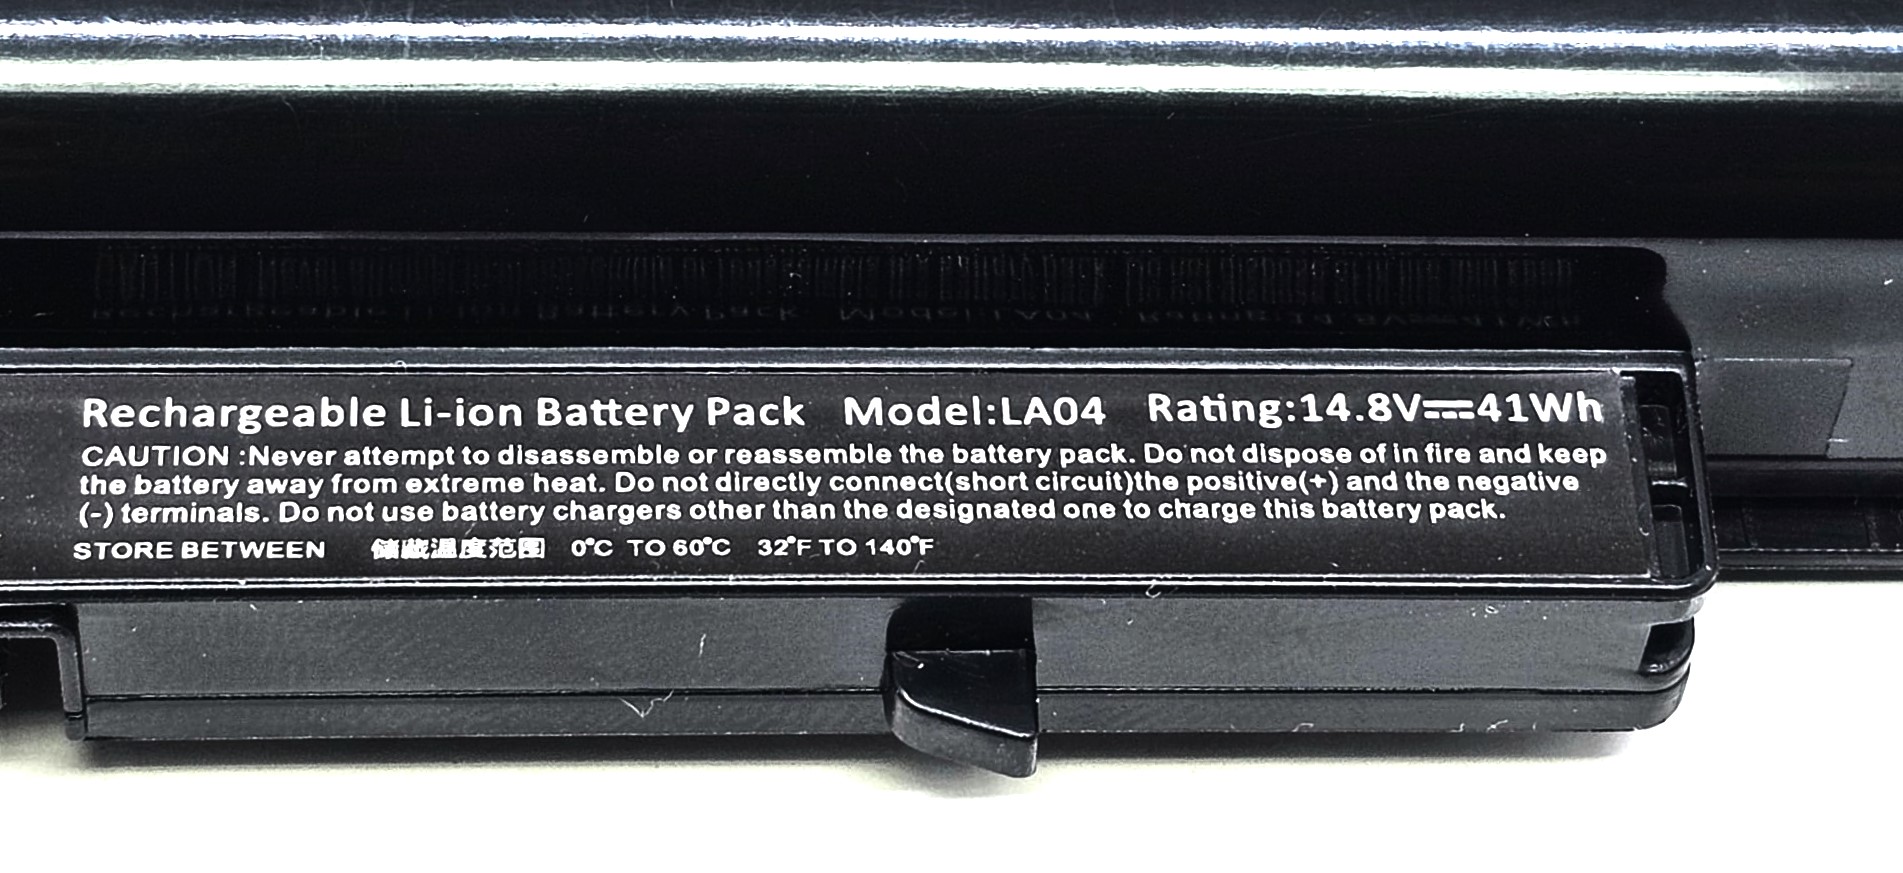 Rechargeable Li-ion Battery Pack Model:LA04 Rating:14.8V⎓41Wh
CAUTION :Never attempt to disassemble or reassemble the battery pack. Do not dispose of in fire and keep
the battery away from extreme heat. Do not directly connect(short circuit)the positive(+) and the negative
(-) terminals. Do not use battery chargers other than the designated one to charge this battery pack.
STORE BETWEEN 储藏温度范围 0°C TO 60°C 32°F TO 140°F